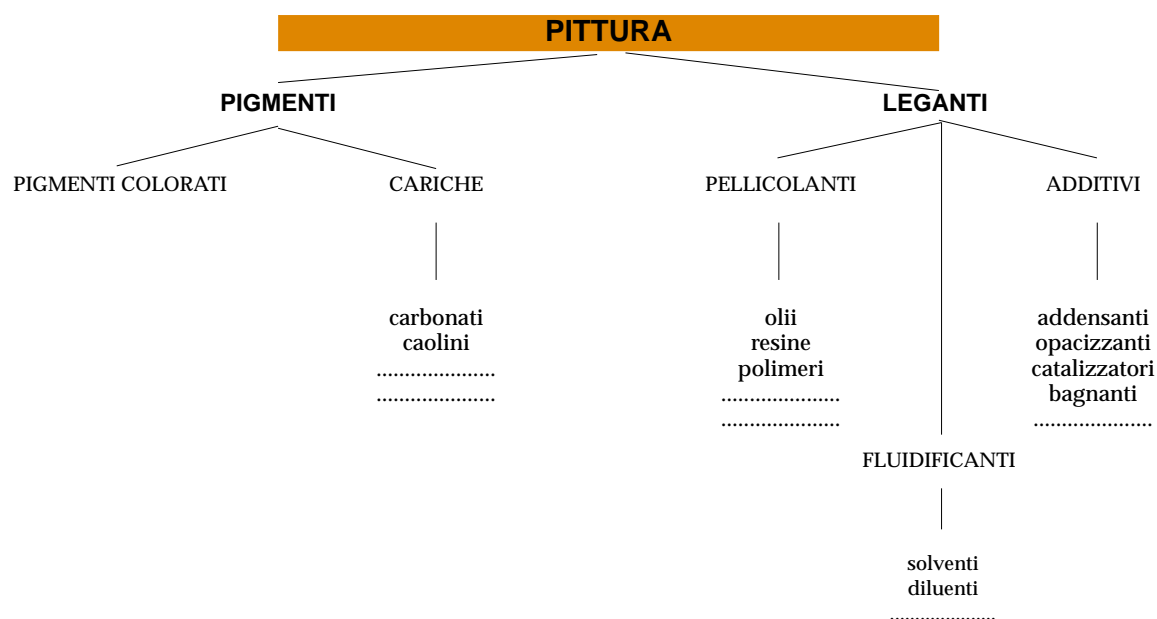 PITTURA
PIGMENTI
LEGANTI
PIGMENTI COLORATI
CARICHE
PELLICOLANTI
ADDITIVI
carbonati
caolini
.....................
.....................
olii
resine
polimeri
.....................
.....................
addensanti
opacizzanti
catalizzatori
bagnanti
.....................
FLUIDIFICANTI
solventi
diluenti
.....................